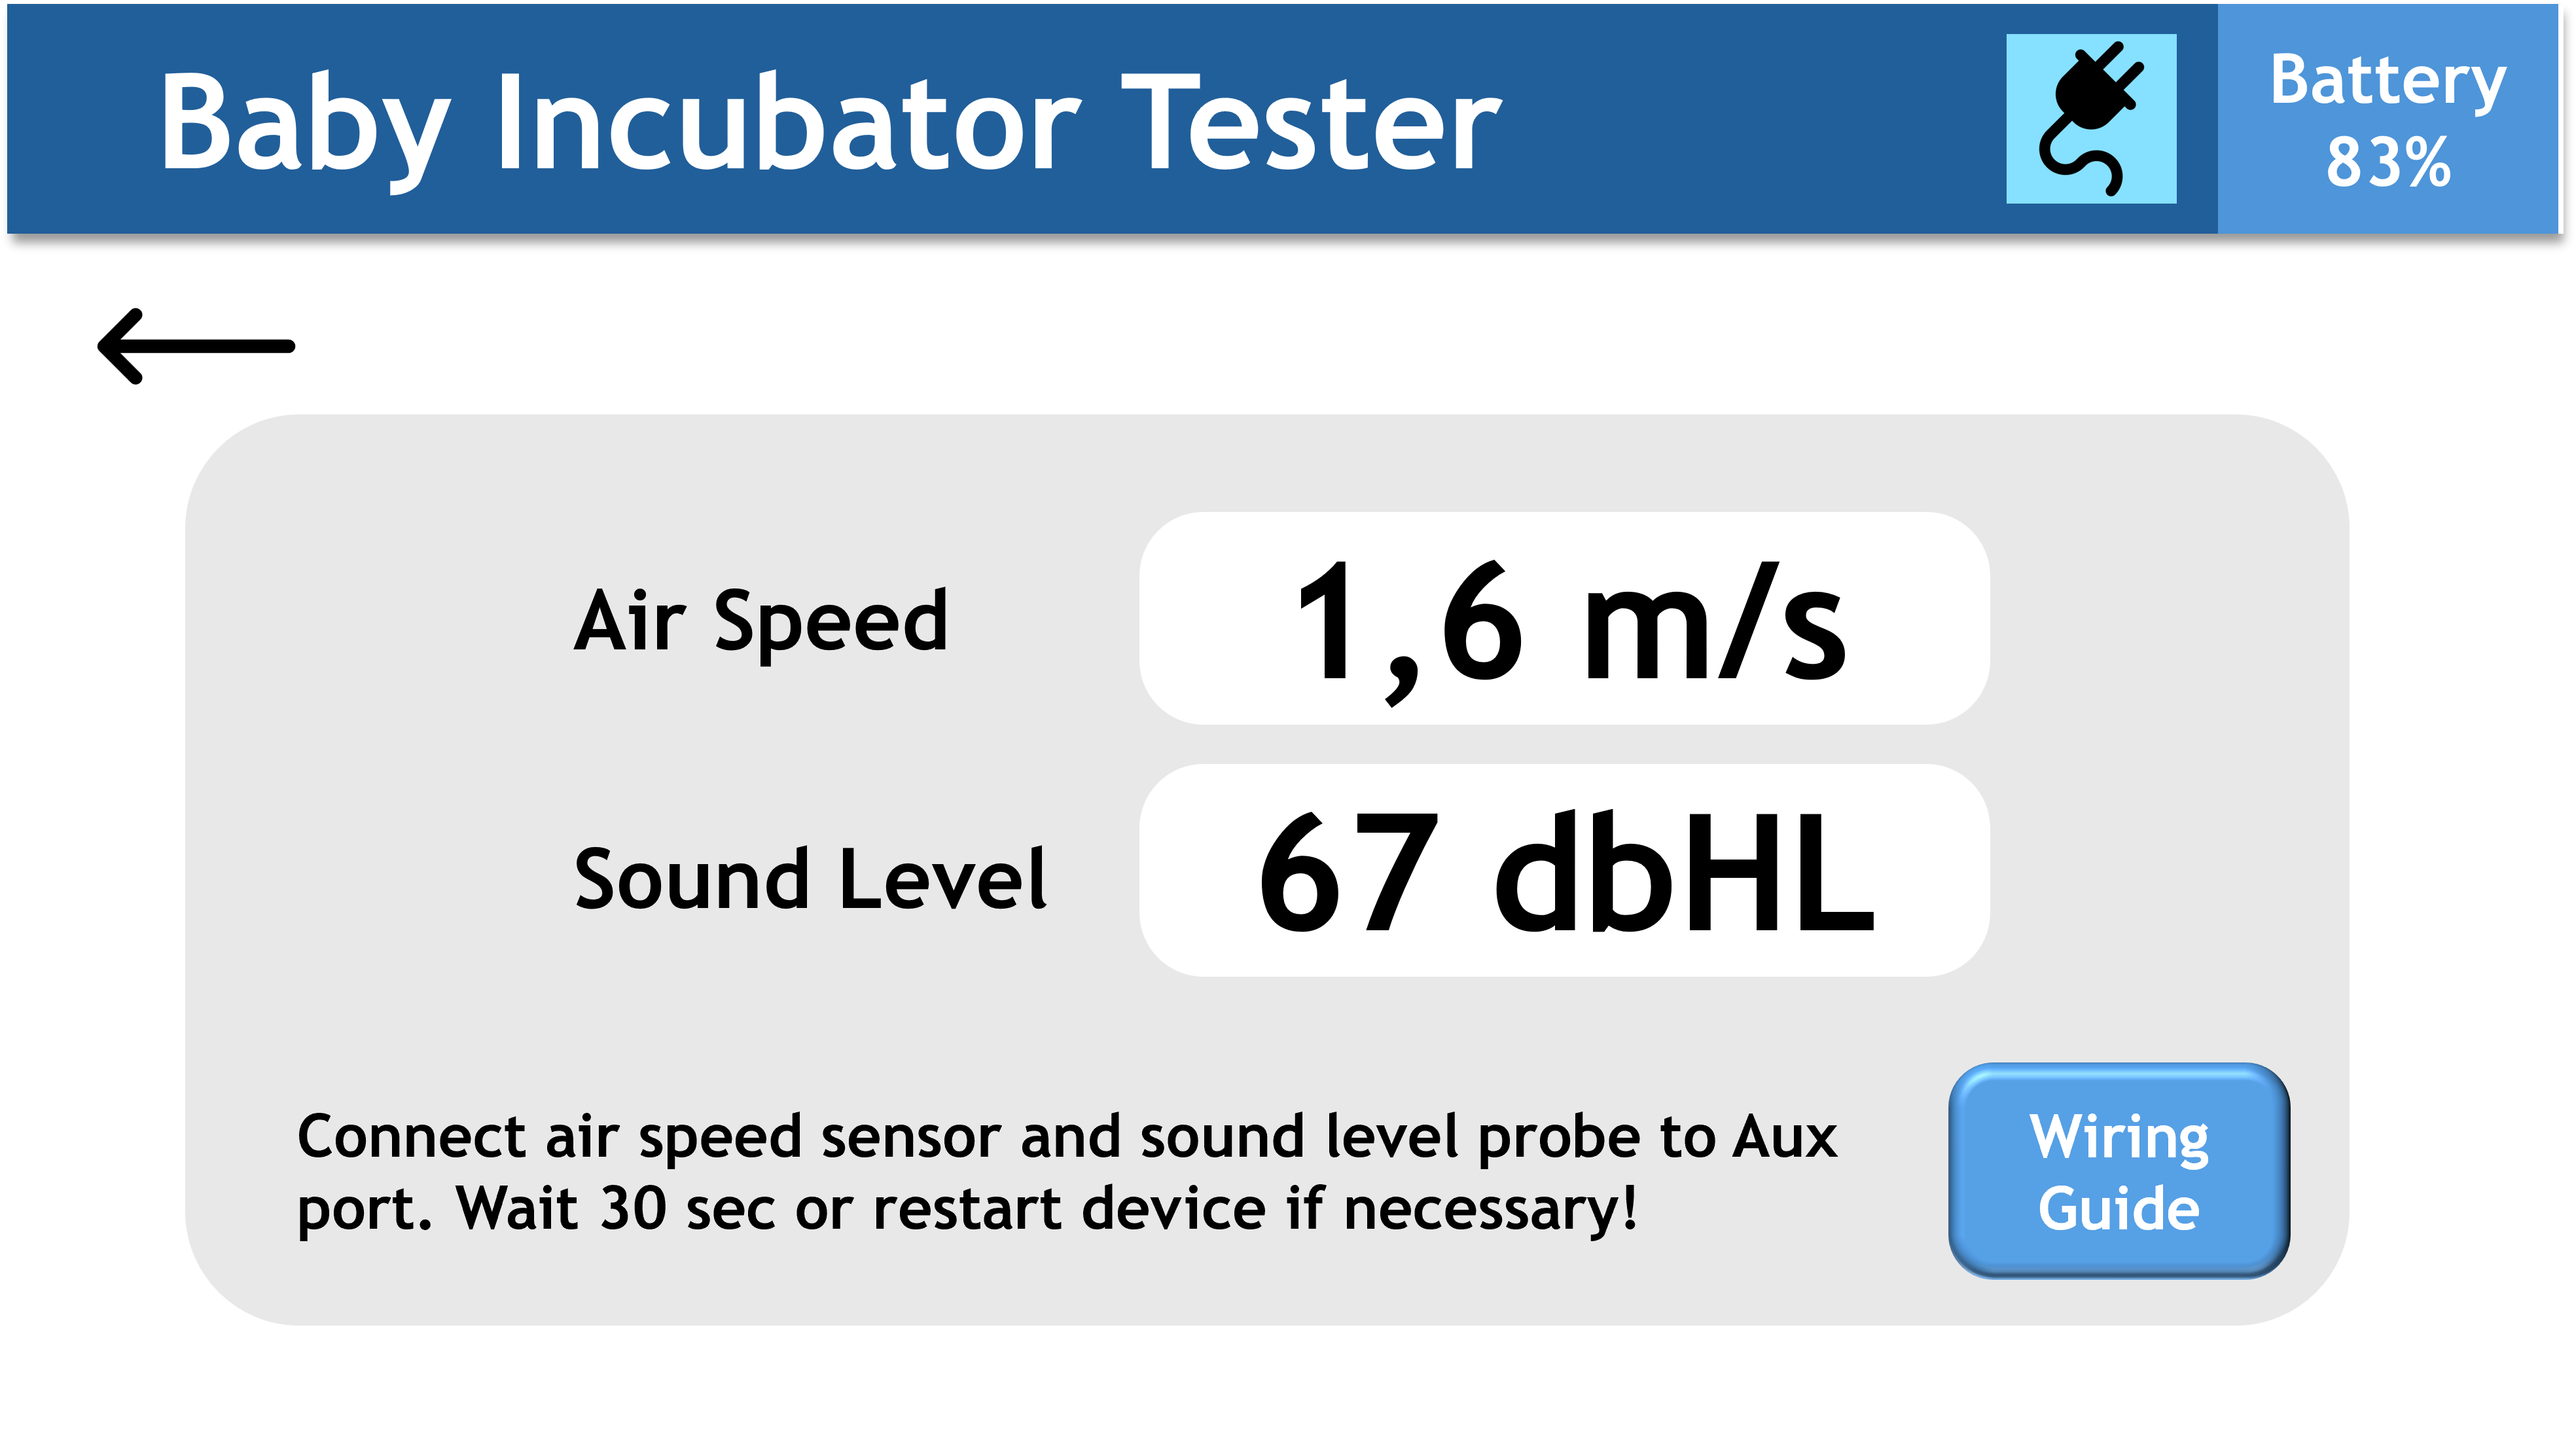 Baby Incubator Tester
Battery
83%
Air Speed
1,6 m/s
Sound Level
67 dbHL
Connect air speed sensor and sound level probe to Aux
port. Wait 30 sec or restart device if necessary!
Wiring
Guide